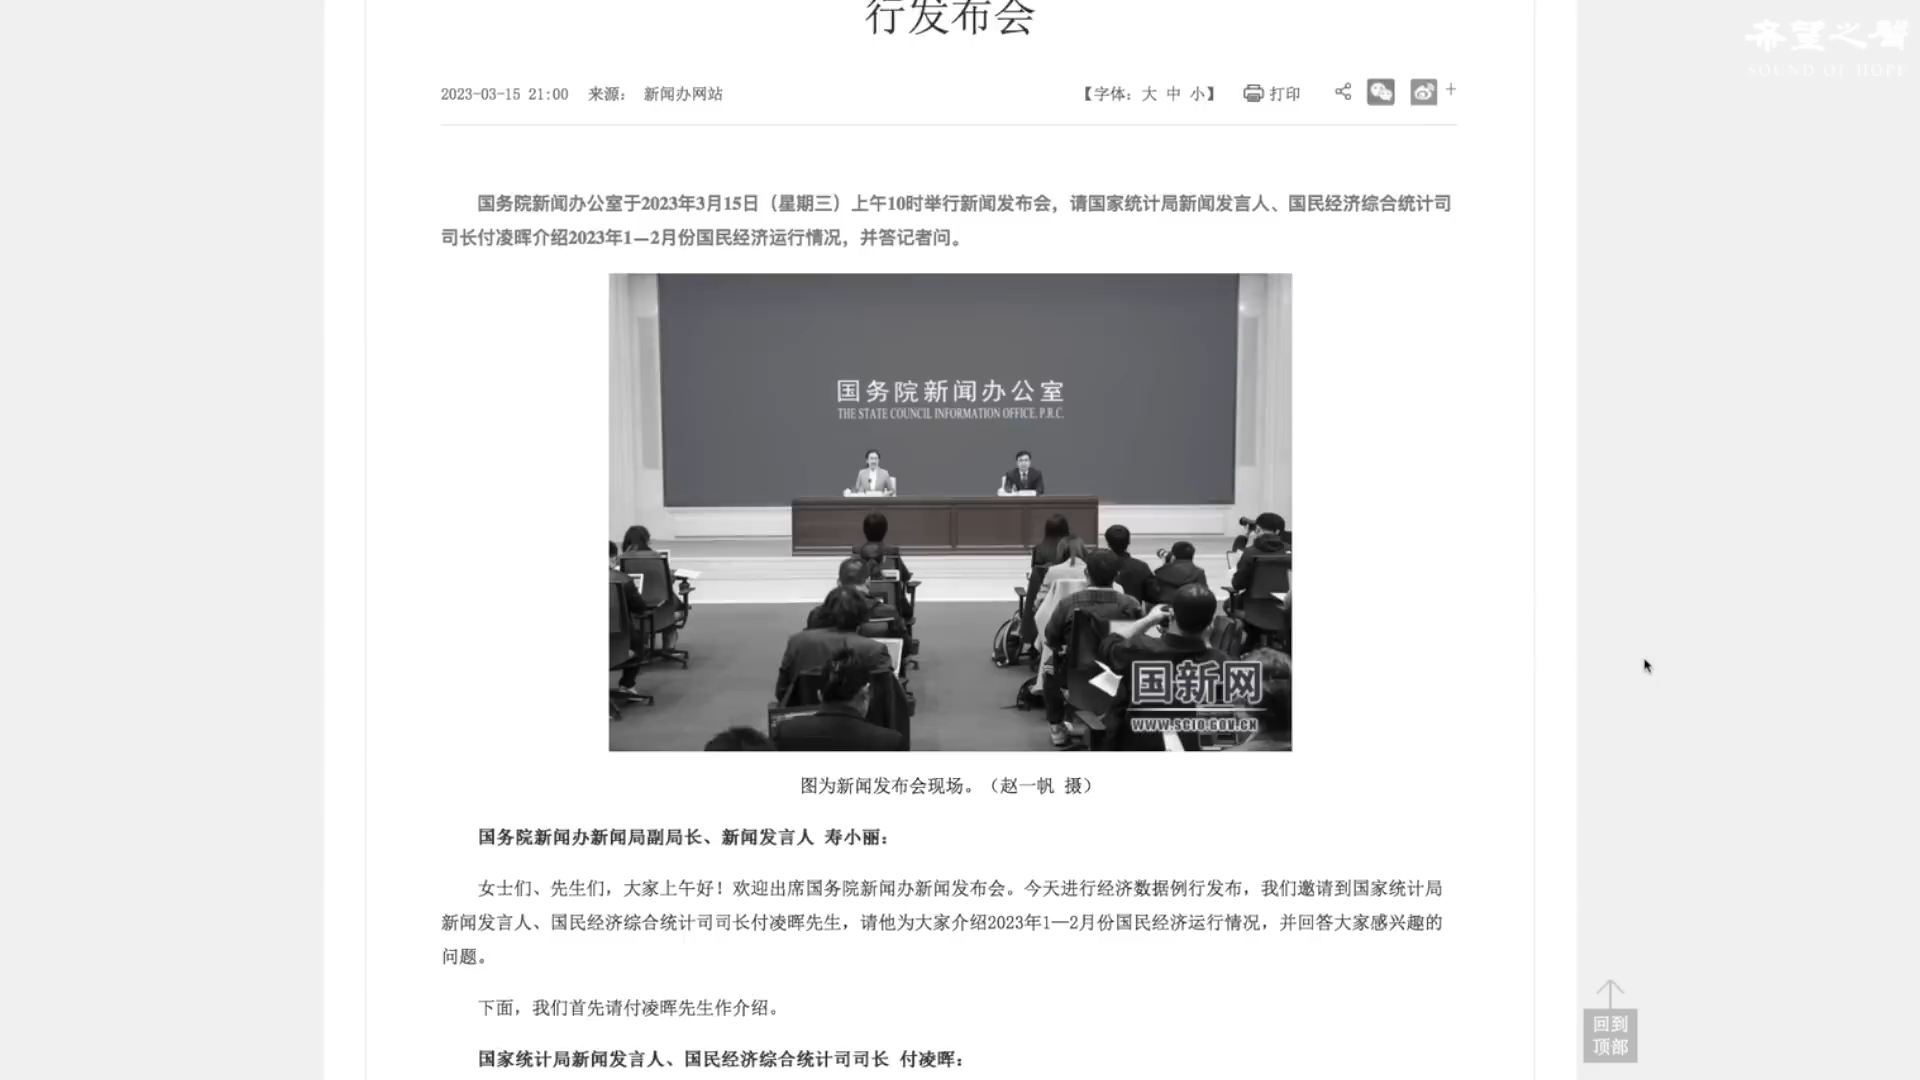 行发布会
希望之聲
SOUND OF HOPE
2023-03-15 21:00 来源： 新闻办网站 【字体：大 中 小】 打印 +
国务院新闻办公室于2023年3月15日（星期三）上午10时举行新闻发布会，请国家统计局新闻发言人、国民经济综合统计司
司长付凌晖介绍2023年1—2月份国民经济运行情况，并答记者问。
国务院新闻办公室
THE STATE COUNCIL INFORMATION OFFICE, P.R.C.
国新网
WWW.SCIO.GOV.CN
图为新闻发布会现场。（赵一帆 摄）
国务院新闻办新闻局副局长、新闻发言人 寿小丽：
女士们、先生们，大家上午好！欢迎出席国务院新闻办新闻发布会。今天进行经济数据例行发布，我们邀请到国家统计局
新闻发言人、国民经济综合统计司司长付凌晖先生，请他为大家介绍2023年1—2月份国民经济运行情况，并回答大家感兴趣的
问题。
下面，我们首先请付凌晖先生作介绍。
国家统计局新闻发言人、国民经济综合统计司司长 付凌晖：
回到
顶部